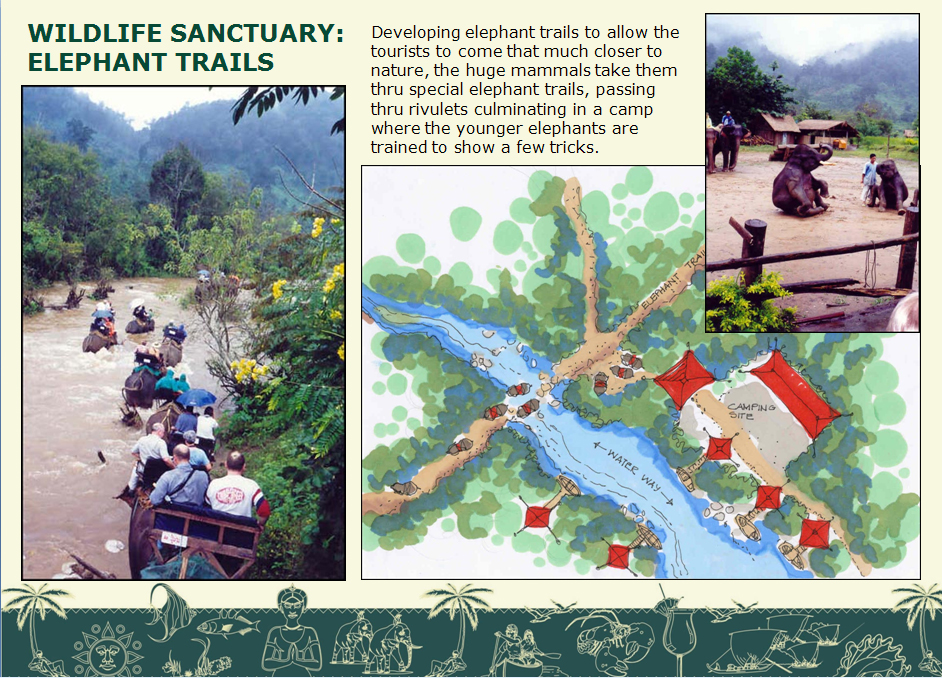 WILDLIFE SANCTUARY:
ELEPHANT TRAILS
Developing elephant trails to allow the
tourists to come that much closer to
nature, the huge mammals take them
thru special elephant trails, passing
thru rivulets culminating in a camp
where the younger elephants are
trained to show a few tricks.
ELEPHANT TRAIL
CAMPING
SITE
WATER WAY